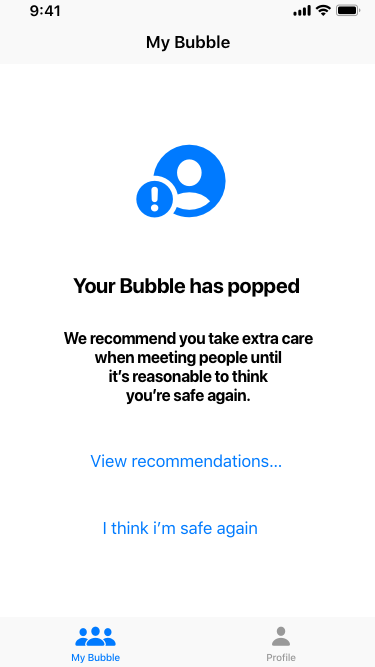 9:41
My Bubble
Your Bubble has popped
We recommend you take extra care
when meeting people until
it’s reasonable to think
you’re safe again.
View recommendations...
I think i’m safe again
My Bubble
Profile